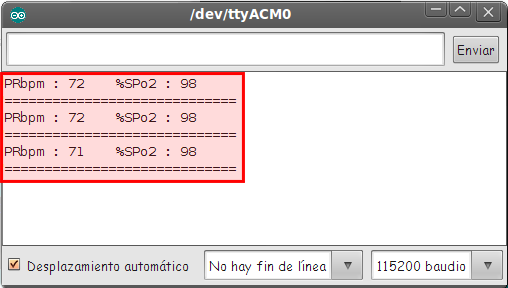 /dev/ttyACM0
Enviar
PRbpm : 72    %SPo2 : 98
=============================
PRbpm : 72    %SPo2 : 98
=============================
PRbpm : 71    %SPo2 : 98
=============================
Desplazamiento automático
No hay fin de línea
115200 baudio